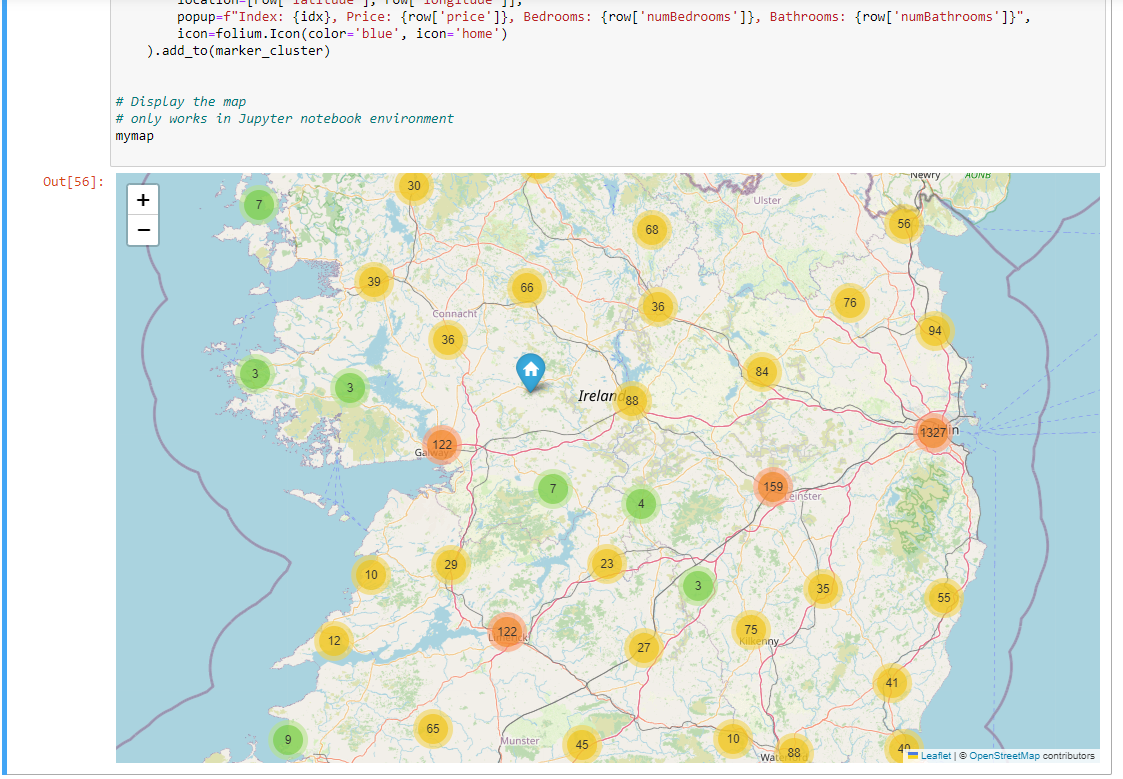 location=[row['latitude'], row['longitude']],
popup=f"Index: {idx}, Price: {row['price']}, Bedrooms: {row['numBedrooms']}, Bathrooms: {row['numBathrooms']}",
icon=folium.Icon(color='blue', icon='home')
).add_to(marker_cluster)
# Display the map
# only works in Jupyter notebook environment
mymap
Out[56]:
+
−
Newry
AONB
30
Ulster
7
56
68
39
66
76
36
Connacht
94
36
84
3
3
Ireland
88
1327
122
159
Leinster
7
4
23
29
10
3
35
55
122
75
12
Kilkenny
27
41
65
9
Munster
45
10
88
40
Leaflet | © OpenStreetMap contributors